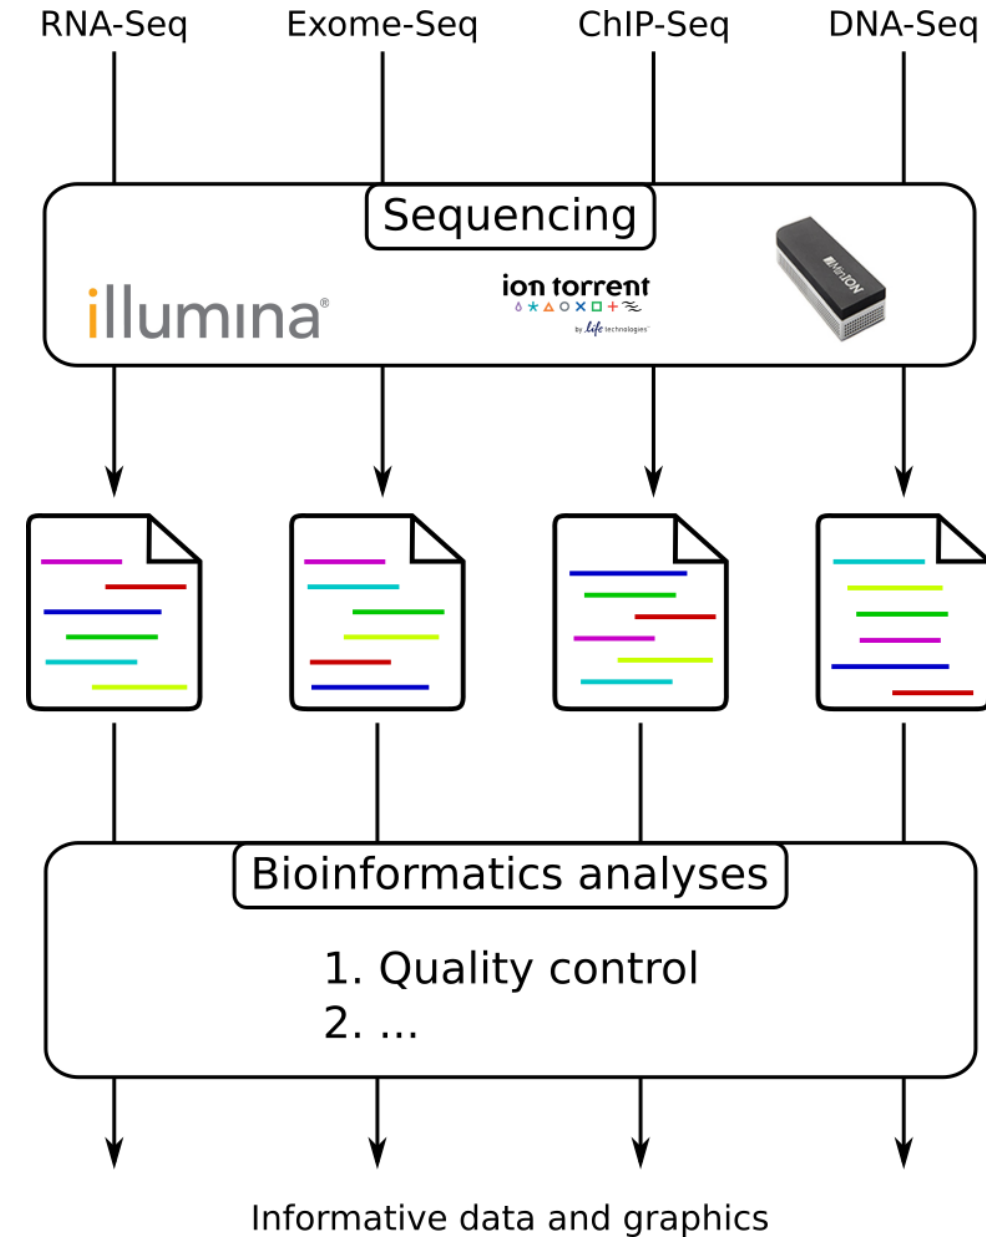 RNA-Seq Exome-Seq ChIP-Seq DNA-Seq
Sequencing
illumina®
ion torrent
by life technologies™
MinION
Bioinformatics analyses
1. Quality control
2. ...
Informative data and graphics